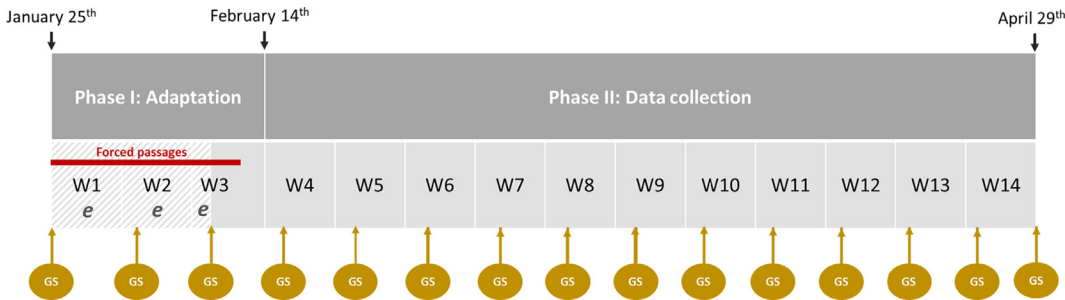 January 25th
February 14th
April 29th
Phase I: Adaptation
Phase II: Data collection
Forced passages
W1 W2 W3 W4 W5 W6 W7 W8 W9 W10 W11 W12 W13 W14
e e e
GS GS GS GS GS GS GS GS GS GS GS GS GS GS GS